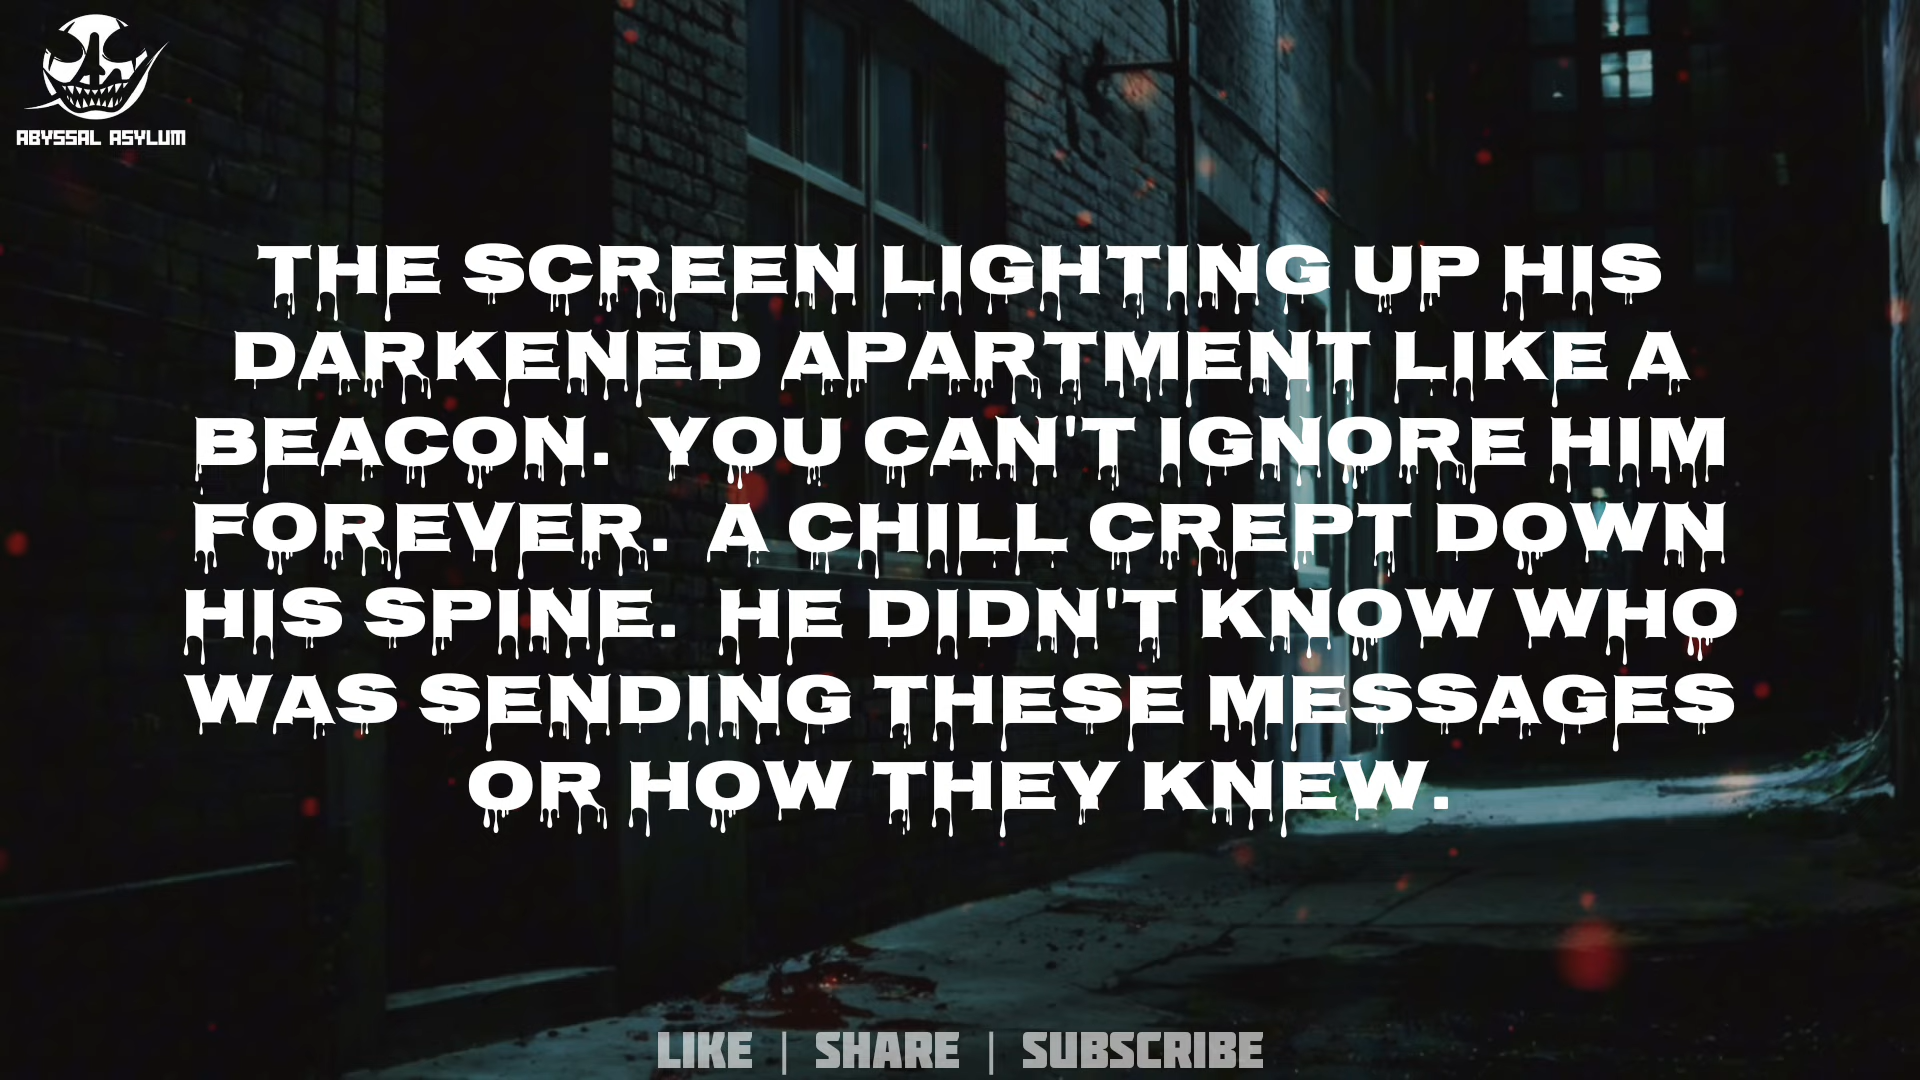 ABYSSAL ASYLUM
THE SCREEN LIGHTING UP HIS
DARKENED APARTMENT LIKE A
BEACON. YOU CAN'T IGNORE HIM
FOREVER. A CHILL CREPT DOWN
HIS SPINE. HE DIDN'T KNOW WHO
WAS SENDING THESE MESSAGES
OR HOW THEY KNEW.
LIKE | SHARE | SUBSCRIBE